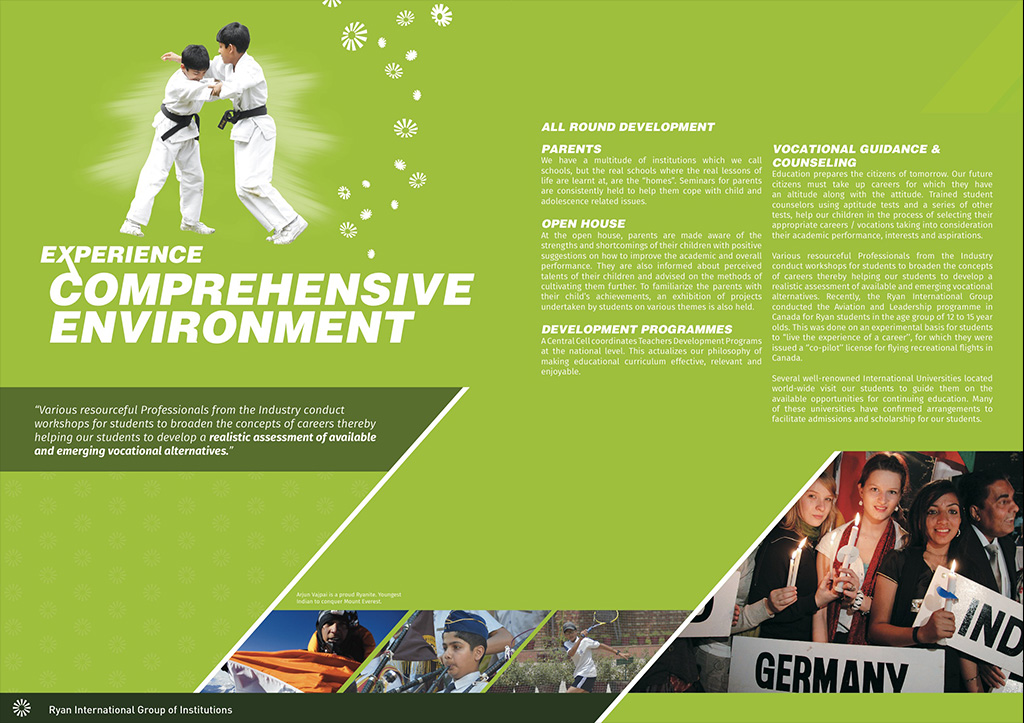 EXPERIENCE
COMPREHENSIVE
ENVIRONMENT
“Various resourceful Professionals from the Industry conduct
workshops for students to broaden the concepts of careers thereby
helping our students to develop a realistic assessment of available
and emerging vocational alternatives.”
Arjun Vajpai is a proud Ryanite. Youngest
Indian to conquer Mount Everest.
Ryan International Group of Institutions
ALL ROUND DEVELOPMENT
PARENTS
We have a multitude of institutions which we call
schools, but the real schools where the real lessons of
life are learnt at, are the “homes”. Seminars for parents
are consistently held to help them cope with child and
adolescence related issues.
OPEN HOUSE
At the open house, parents are made aware of the
strengths and shortcomings of their children with positive
suggestions on how to improve the academic and overall
performance. They are also informed about perceived
talents of their children and advised on the methods of
cultivating them further. To familiarize the parents with
their child’s achievements, an exhibition of projects
undertaken by students on various themes is also held.
DEVELOPMENT PROGRAMMES
A Central Cell coordinates Teachers Development Programs
at the national level. This actualizes our philosophy of
making educational curriculum effective, relevant and
enjoyable.
VOCATIONAL GUIDANCE &
COUNSELING
Education prepares the citizens of tomorrow. Our future
citizens must take up careers for which they have
an altitude along with the attitude. Trained student
counselors using aptitude tests and a series of other
tests, help our children in the process of selecting their
appropriate careers / vocations taking into consideration
their academic performance, interests and aspirations.
Various resourceful Professionals from the Industry
conduct workshops for students to broaden the concepts
of careers thereby helping our students to develop a
realistic assessment of available and emerging vocational
alternatives. Recently, the Ryan International Group
conducted the Aviation and Leadership programme in
Canada for Ryan students in the age group of 12 to 15 year
olds. This was done on an experimental basis for students
to “live the experience of a career”, for which they were
issued a “co-pilot” license for flying recreational flights in
Canada.
Several well-renowned International Universities located
world-wide visit our students to guide them on the
available opportunities for continuing education. Many
of these universities have confirmed arrangements to
facilitate admissions and scholarship for our students.
D
IND
GERMANY